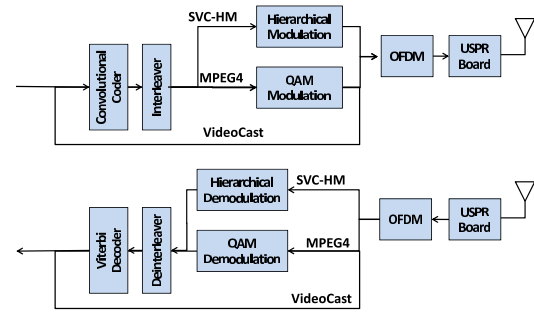 SVC-HM
Hierarchical
Modulation
Convolutional
Coder
Interleaver
MPEG4
QAM
Modulation
OFDM
USPR
Board
VideoCast
Hierarchical
Demodulation
SVC-HM
Viterbi
Decoder
Deinterleaver
QAM
Demodulation
MPEG4
OFDM
USPR
Board
VideoCast